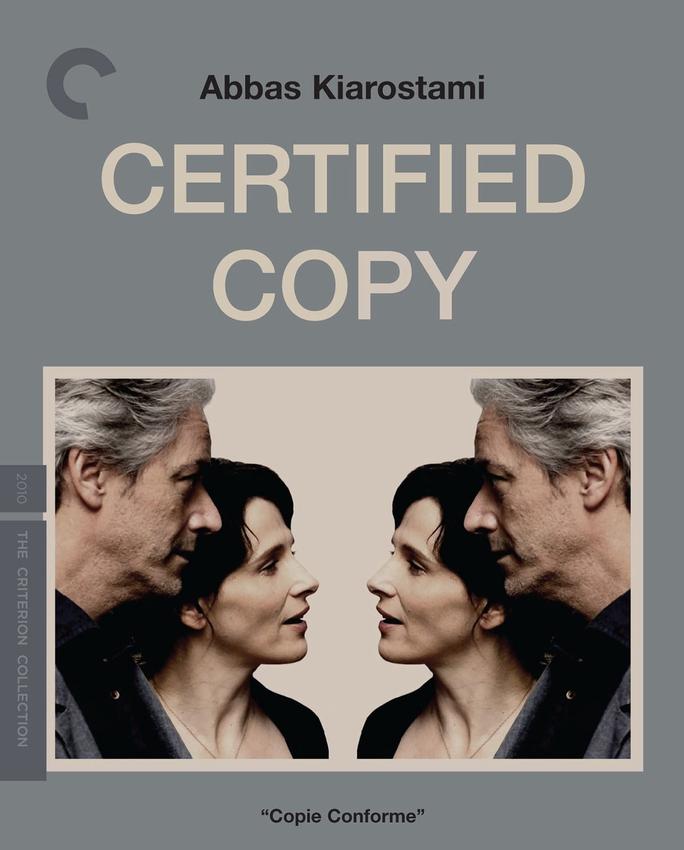 Abbas Kiarostami
CERTIFIED
COPY
2010
THE CRITERION COLLECTION
“Copie Conforme”